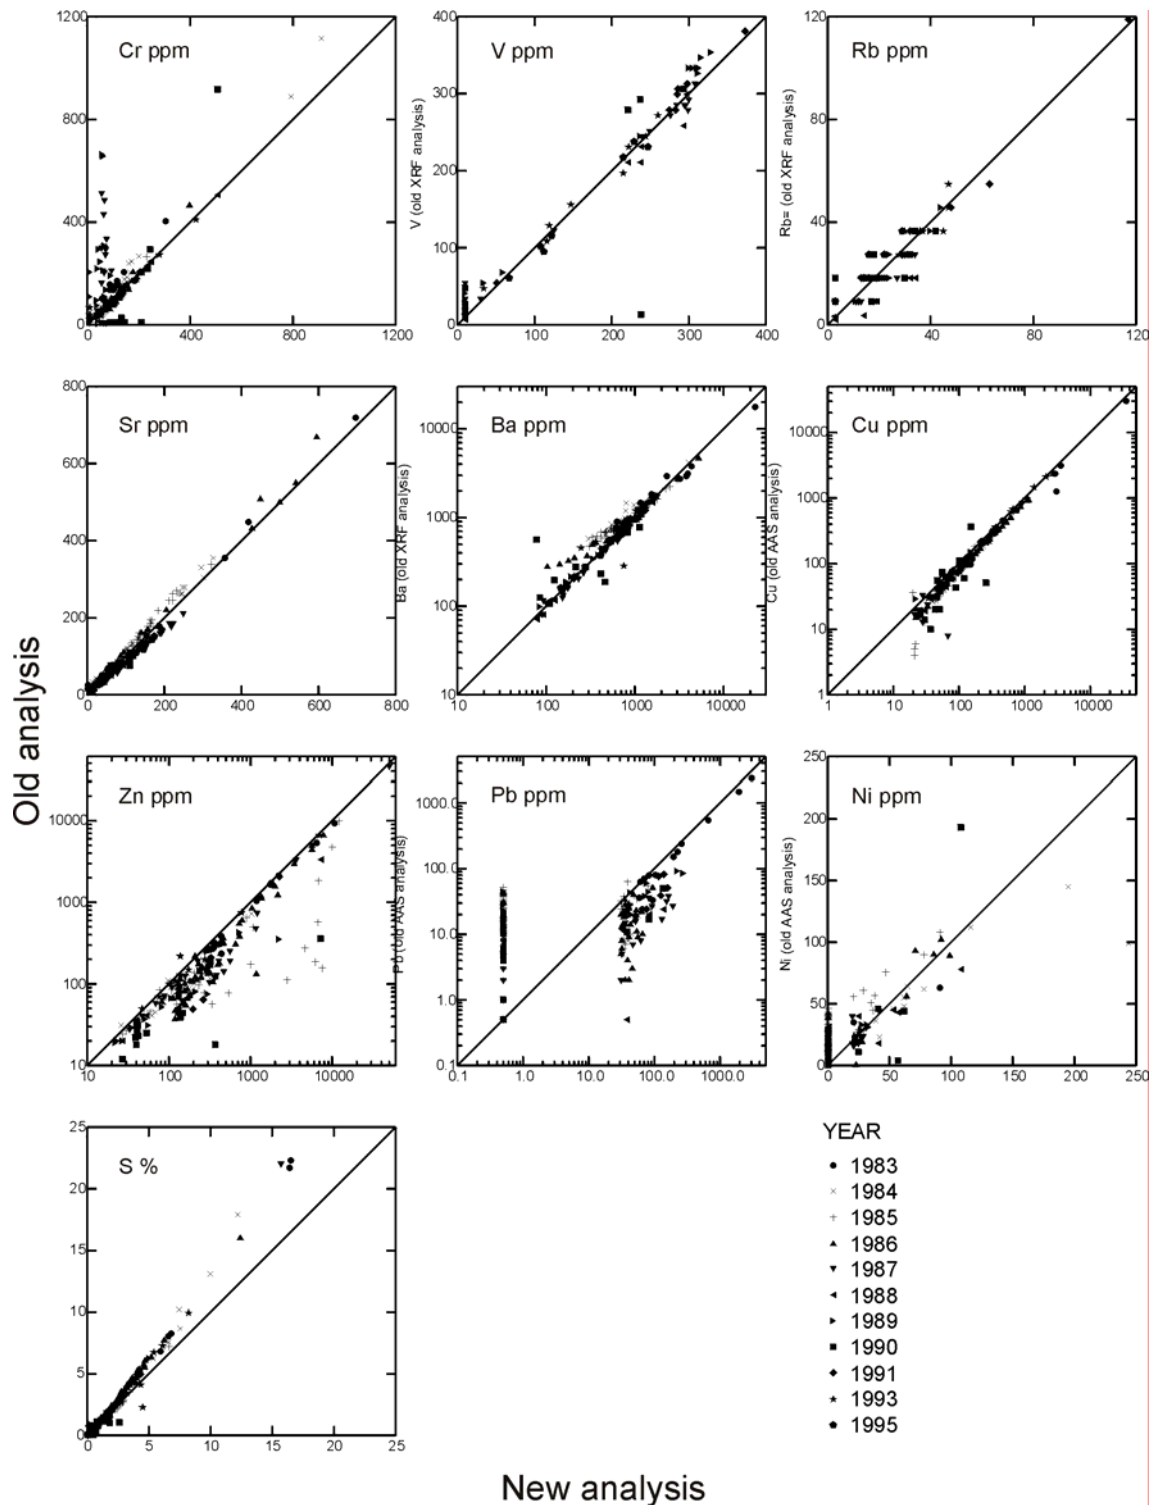 Old analysis
New analysis
Cr ppm
1200
800
400
0
0 400 800 1200
V ppm
V (old XRF analysis)
400
300
200
100
0
0 100 200 300 400
Rb ppm
Rb= (old XRF analysis)
120
80
40
0
0 40 80 120
Sr ppm
800
600
400
200
0
0 200 400 600 800
Ba ppm
Ba (old XRF analysis)
10000
1000
100
10
10 100 1000 10000
Cu ppm
Cu (old AAS analysis)
10000
1000
100
10
1
1 10 100 1000 10000
Zn ppm
10000
1000
100
10
10 100 1000 10000
Pb ppm
Pb (old AAS analysis)
1000.0
100.0
10.0
1.0
0.1
0.1 1.0 10.0 100.0 1000.0
Ni ppm
Ni (old AAS analysis)
250
200
150
100
50
0
0 50 100 150 200 250
S %
25
20
15
10
5
0
0 5 10 15 20 25
YEAR
1983
1984
1985
1986
1987
1988
1989
1990
1991
1993
1995